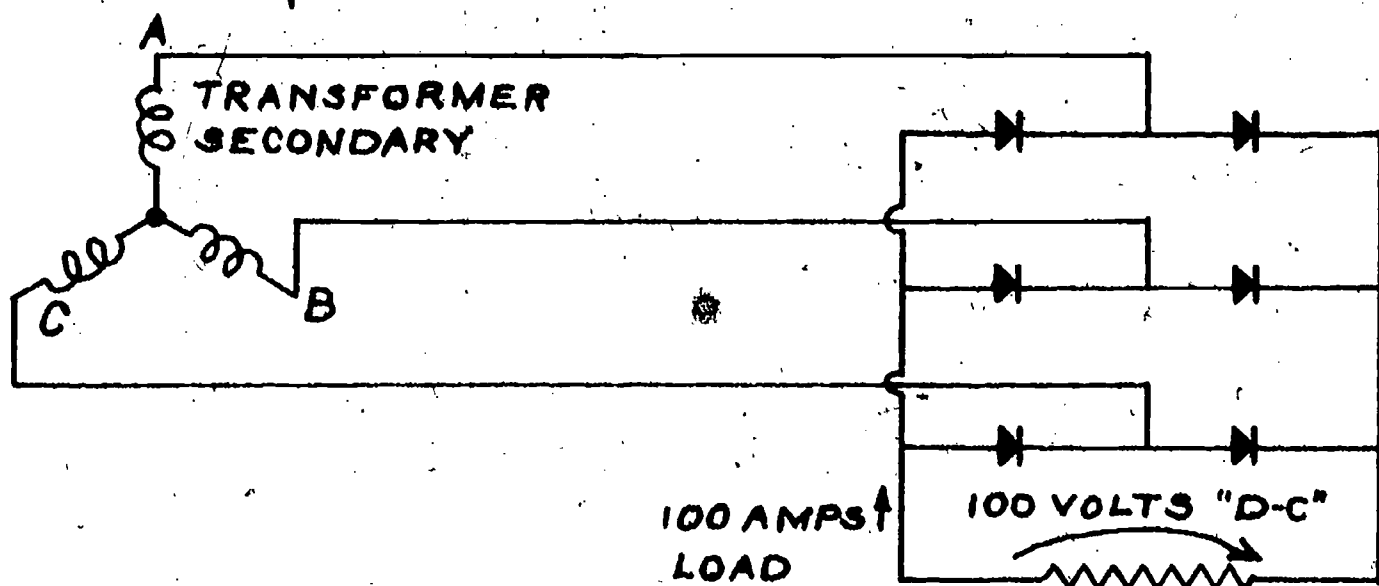 A
TRANSFORMER
SECONDARY
C
B
100 AMPS
LOAD
100 VOLTS "D-C"